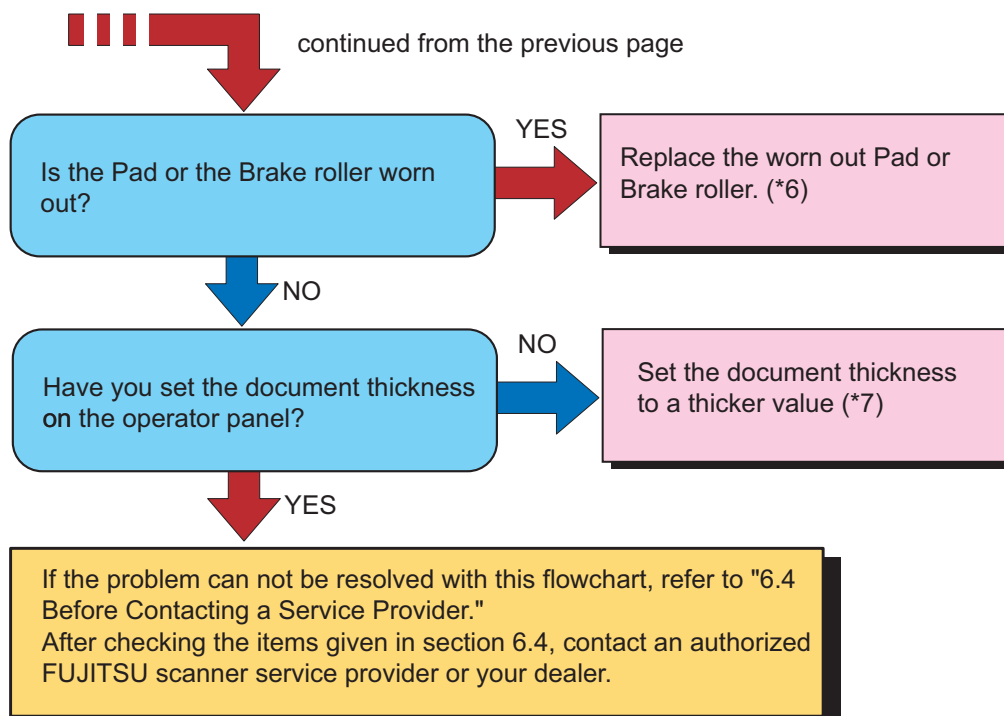 continued from the previous page
YES
Is the Pad or the Brake roller worn
out?
Replace the worn out Pad or
Brake roller. (*6)
NO
NO
Have you set the document thickness
on the operator panel?
Set the document thickness
to a thicker value (*7)
YES
If the problem can not be resolved with this flowchart, refer to "6.4
Before Contacting a Service Provider."
After checking the items given in section 6.4, contact an authorized
FUJITSU scanner service provider or your dealer.